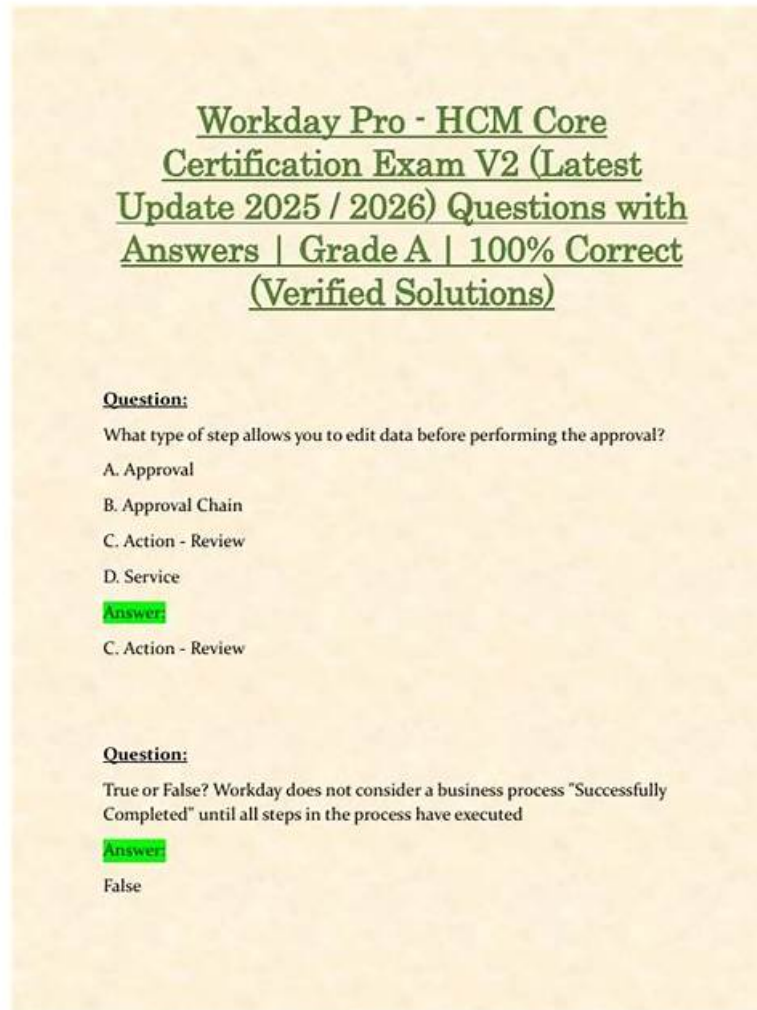 Workday Pro - HCM Core
Certification Exam V2 (Latest
Update 2025 / 2026) Questions with
Answers | Grade A | 100% Correct
(Verified Solutions)
Question:
What type of step allows you to edit data before performing the approval?
A. Approval
B. Approval Chain
C. Action - Review
D. Service
Answer:
C. Action - Review
Question:
True or False? Workday does not consider a business process "Successfully
Completed" until all steps in the process have executed
Answer:
False